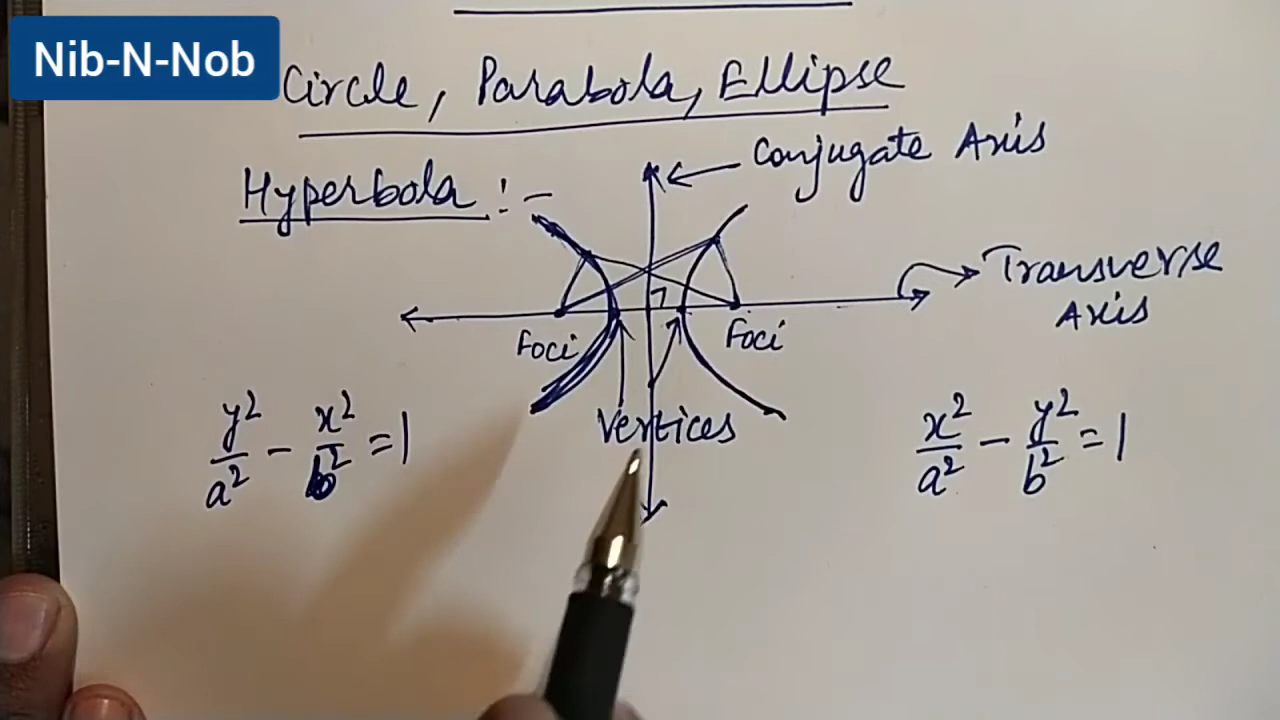 Nib-N-Nob
Circle, Parabola, Ellipse
Hyperbola :-
Conjugate Axis
Transverse
Axis
Foci
Foci
Vertices
y²/a² - x²/b² = 1
x²/a² - y²/b² = 1